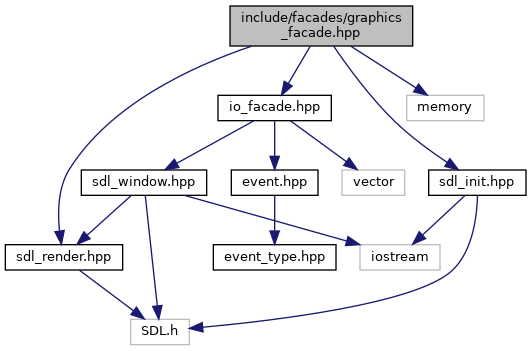 include/facades/graphics
_facade.hpp
io_facade.hpp
memory
sdl_window.hpp
event.hpp
vector
sdl_init.hpp
sdl_render.hpp
event_type.hpp
iostream
SDL.h